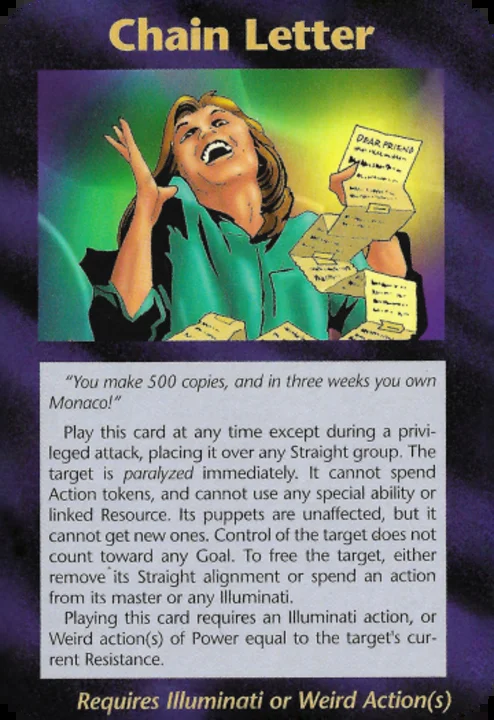 Chain Letter
DEAR FRIEND
"You make 500 copies, and in three weeks you own
Monaco!"
Play this card at any time except during a privi-
leged attack, placing it over any Straight group. The
target is paralyzed immediately. It cannot spend
Action tokens, and cannot use any special ability or
linked Resource. Its puppets are unaffected, but it
cannot get new ones. Control of the target does not
count toward any Goal. To free the target, either
remove its Straight alignment or spend an action
from its master or any Illuminati.
Playing this card requires an Illuminati action, or
Weird action(s) of Power equal to the target's cur-
rent Resistance.
Requires Illuminati or Weird Action(s)